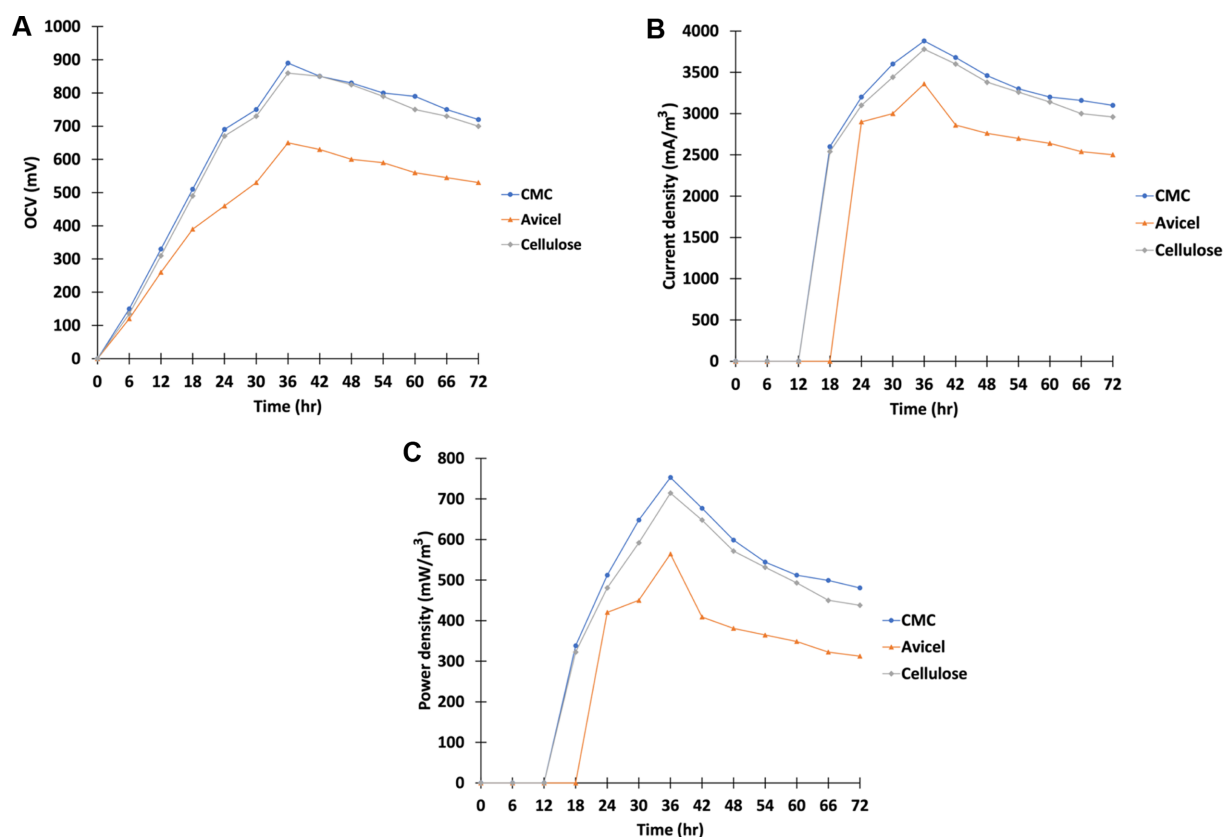 A
1000
900
800
700
600
500
400
300
200
100
0
OCV (mV)
0 6 12 18 24 30 36 42 48 54 60 66 72
Time (hr)
CMC
Avicel
Cellulose
B
4000
3500
3000
2500
2000
1500
1000
500
0
Current density (mA/m³)
0 6 12 18 24 30 36 42 48 54 60 66 72
Time (hr)
CMC
Avicel
Cellulose
C
800
700
600
500
400
300
200
100
0
Power density (mW/m³)
0 6 12 18 24 30 36 42 48 54 60 66 72
Time (hr)
CMC
Avicel
Cellulose